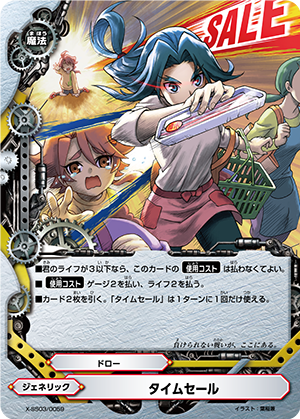 SALE
魔法
まほう
■君のライフが3以下なら、このカードの 使用コスト は払わなくてよい。
■使用コスト ゲージ2を払い、ライフ2を払う。
■カード2枚を引く。「タイムセール」は1ターンに1回だけ使える。
負けられない戦いが、ここにある。
ドロー
ジェネリック
タイムセール
X-SS03/0059
イラスト: